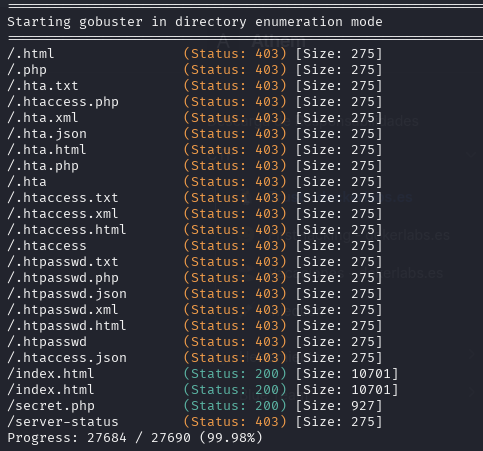 Starting gobuster in directory enumeration mode
/.html (Status: 403) [Size: 275]
/.php (Status: 403) [Size: 275]
/.hta.txt (Status: 403) [Size: 275]
/.htaccess.php (Status: 403) [Size: 275]
/.hta.xml (Status: 403) [Size: 275]
/.hta.json (Status: 403) [Size: 275]
/.hta.html (Status: 403) [Size: 275]
/.hta.php (Status: 403) [Size: 275]
/.hta (Status: 403) [Size: 275]
/.htaccess.txt (Status: 403) [Size: 275]
/.htaccess.xml (Status: 403) [Size: 275]
/.htaccess.html (Status: 403) [Size: 275]
/.htaccess (Status: 403) [Size: 275]
/.htpasswd.txt (Status: 403) [Size: 275]
/.htpasswd.php (Status: 403) [Size: 275]
/.htpasswd.json (Status: 403) [Size: 275]
/.htpasswd.xml (Status: 403) [Size: 275]
/.htpasswd.html (Status: 403) [Size: 275]
/.htpasswd (Status: 403) [Size: 275]
/.htaccess.json (Status: 403) [Size: 275]
/index.html (Status: 200) [Size: 10701]
/index.html (Status: 200) [Size: 10701]
/secret.php (Status: 200) [Size: 927]
/server-status (Status: 403) [Size: 275]
Progress: 27684 / 27690 (99.98%)